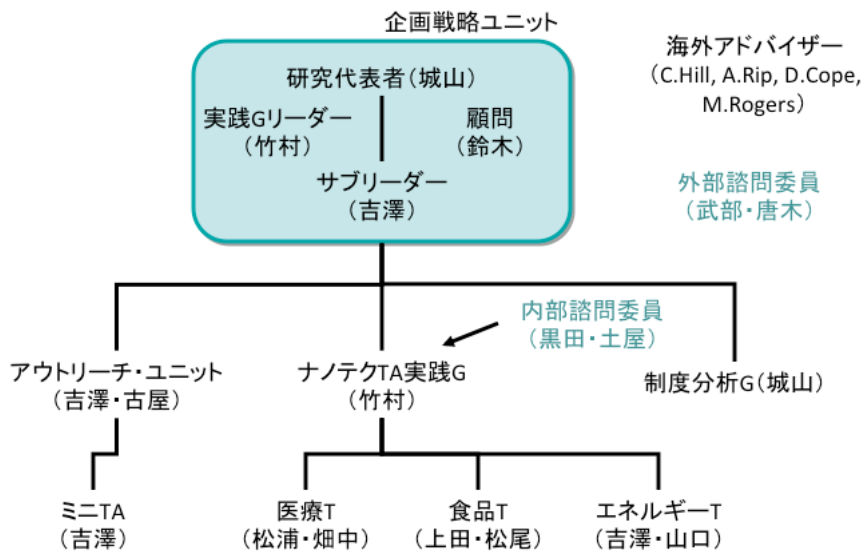 企画戦略ユニット
研究代表者(城山)
実践Gリーダー
(竹村)
顧問
(鈴木)
サブリーダー
(吉澤)
海外アドバイザー
(C.Hill, A.Rip, D.Cope,
M.Rogers)
外部諮問委員
(武部・唐木)
内部諮問委員
(黒田・土屋)
アウトリーチ・ユニット
(吉澤・古屋)
ナノテクTA実践G
(竹村)
制度分析G(城山)
ミニTA
(吉澤)
医療T
(松浦・畑中)
食品T
(上田・松尾)
エネルギーT
(吉澤・山口)